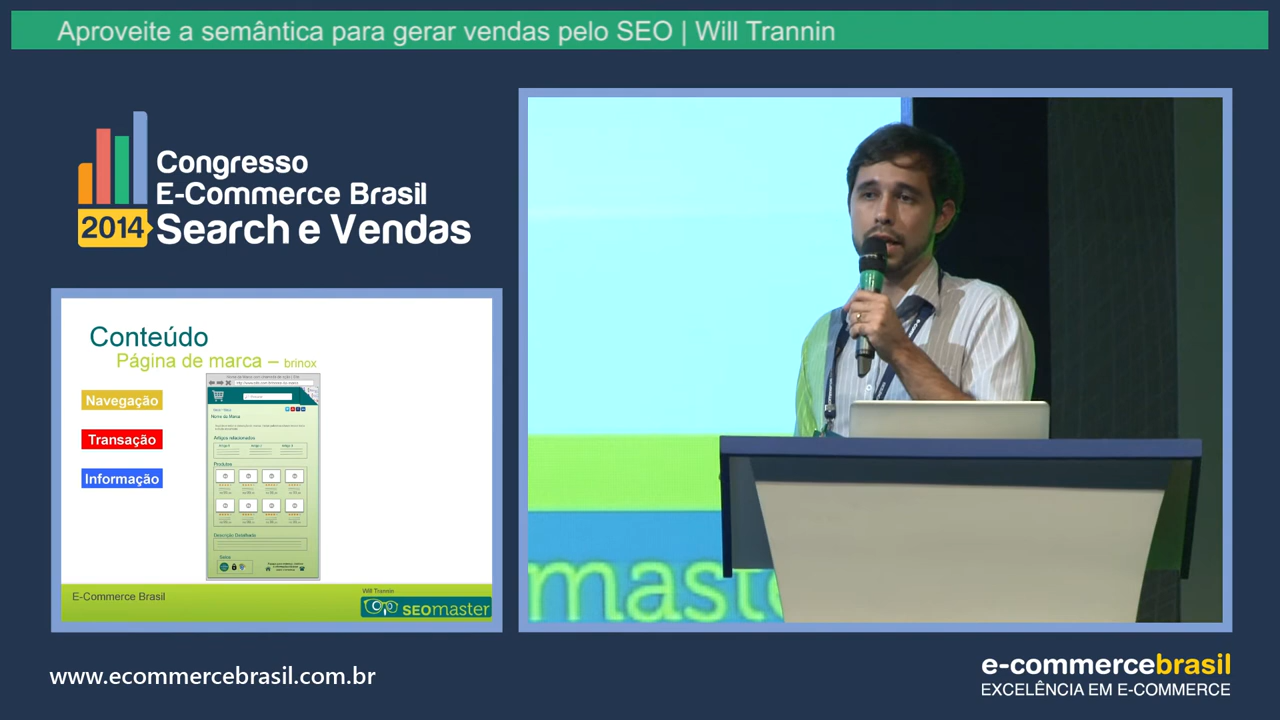 Aproveite a semântica para gerar vendas pelo SEO | Will Trannin
Congresso
E-Commerce Brasil
2014
Search e Vendas
Conteúdo
Página de marca – brinox
Navegação
Transação
Informação
Nome da Marca
Artigos relacionados
Produtos
Descrição Detalhada
Selos
E-Commerce Brasil
Will Trannin
SEOmaster
master
www.ecommercebrasil.com.br
e-commercebrasil
EXCELÊNCIA EM E-COMMERCE